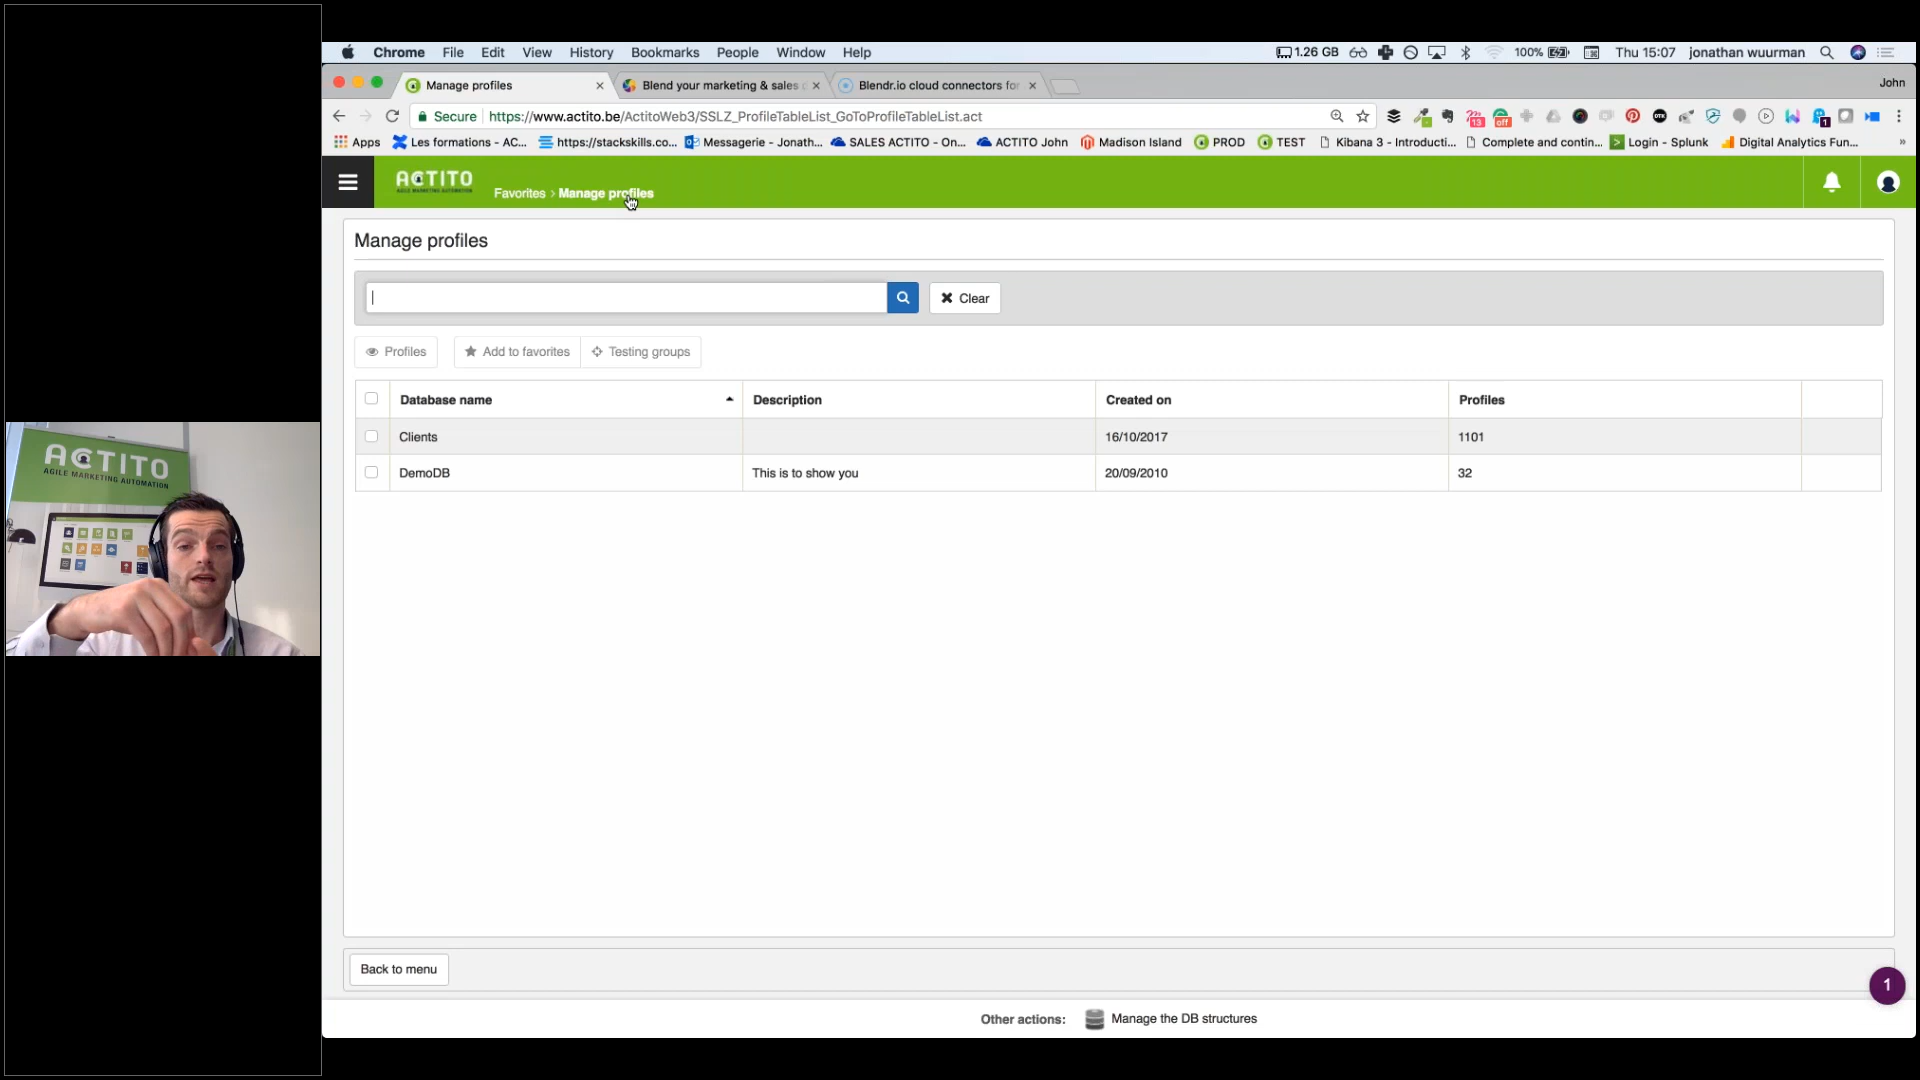 Chrome File Edit View History Bookmarks People Window Help 1.26 GB 100% Thu 15:07 jonathan wuurman
Manage profiles Blend your marketing & sales Blendr.io cloud connectors for John
Secure https://www.actito.be/ActitoWeb3/SSLZ_ProfileTableList_GoToProfileTableList.act 13 off 1
Apps Les formations - AC... https://stackskills.co... Messagerie - Jonath... SALES ACTITO - On... ACTITO John Madison Island PROD TEST Kibana 3 - Introducti... Complete and contin... Login - Splunk Digital Analytics Fun... »
ACTITO
AGILE MARKETING AUTOMATION
Favorites > Manage profiles
Manage profiles
Clear
Profiles Add to favorites Testing groups
Database name Description Created on Profiles
Clients 16/10/2017 1101
DemoDB This is to show you 20/09/2010 32
ACTITO
AGILE MARKETING AUTOMATION
Back to menu
1
Other actions: Manage the DB structures